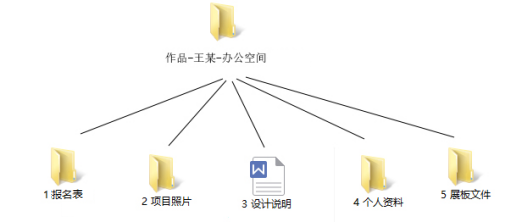 作品-王某-办公空间
1报名表
2 项目照片
3 设计说明
4 个人资料
5 展板文件